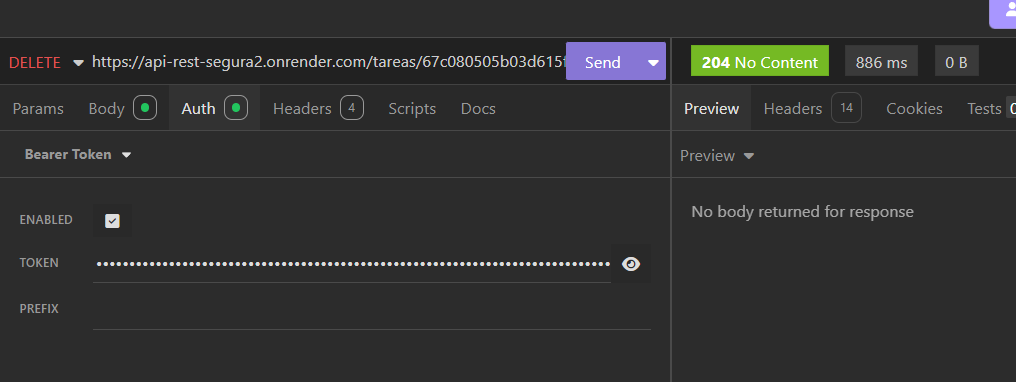 DELETE https://api-rest-segura2.onrender.com/tareas/67c080505b03d615f Send 204 No Content 886 ms 0 B
Params Body Auth Headers 4 Scripts Docs Preview Headers 14 Cookies Tests 0
Bearer Token Preview
ENABLED No body returned for response
TOKEN ••••••••••••••••••••••••••••••••••••••••••••••••••••••••••••••••••••••••••••••
PREFIX